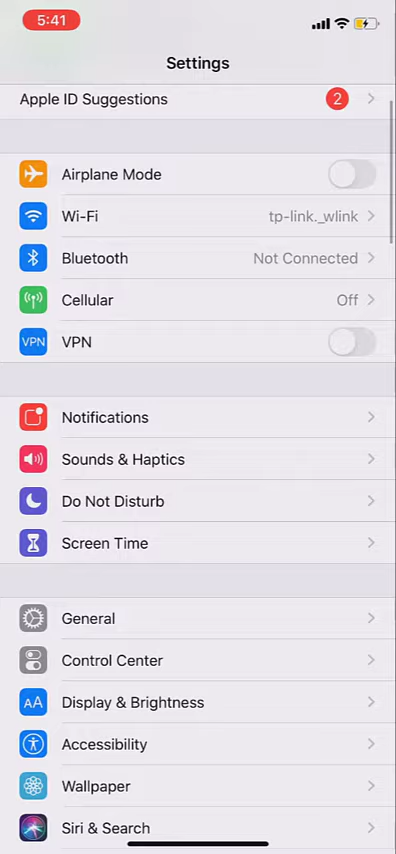 5:41
Settings
Apple ID Suggestions 2
Airplane Mode
Wi-Fi tp-link._wlink
Bluetooth Not Connected
Cellular Off
VPN VPN
Notifications
Sounds & Haptics
Do Not Disturb
Screen Time
General
Control Center
AA Display & Brightness
Accessibility
Wallpaper
Siri & Search